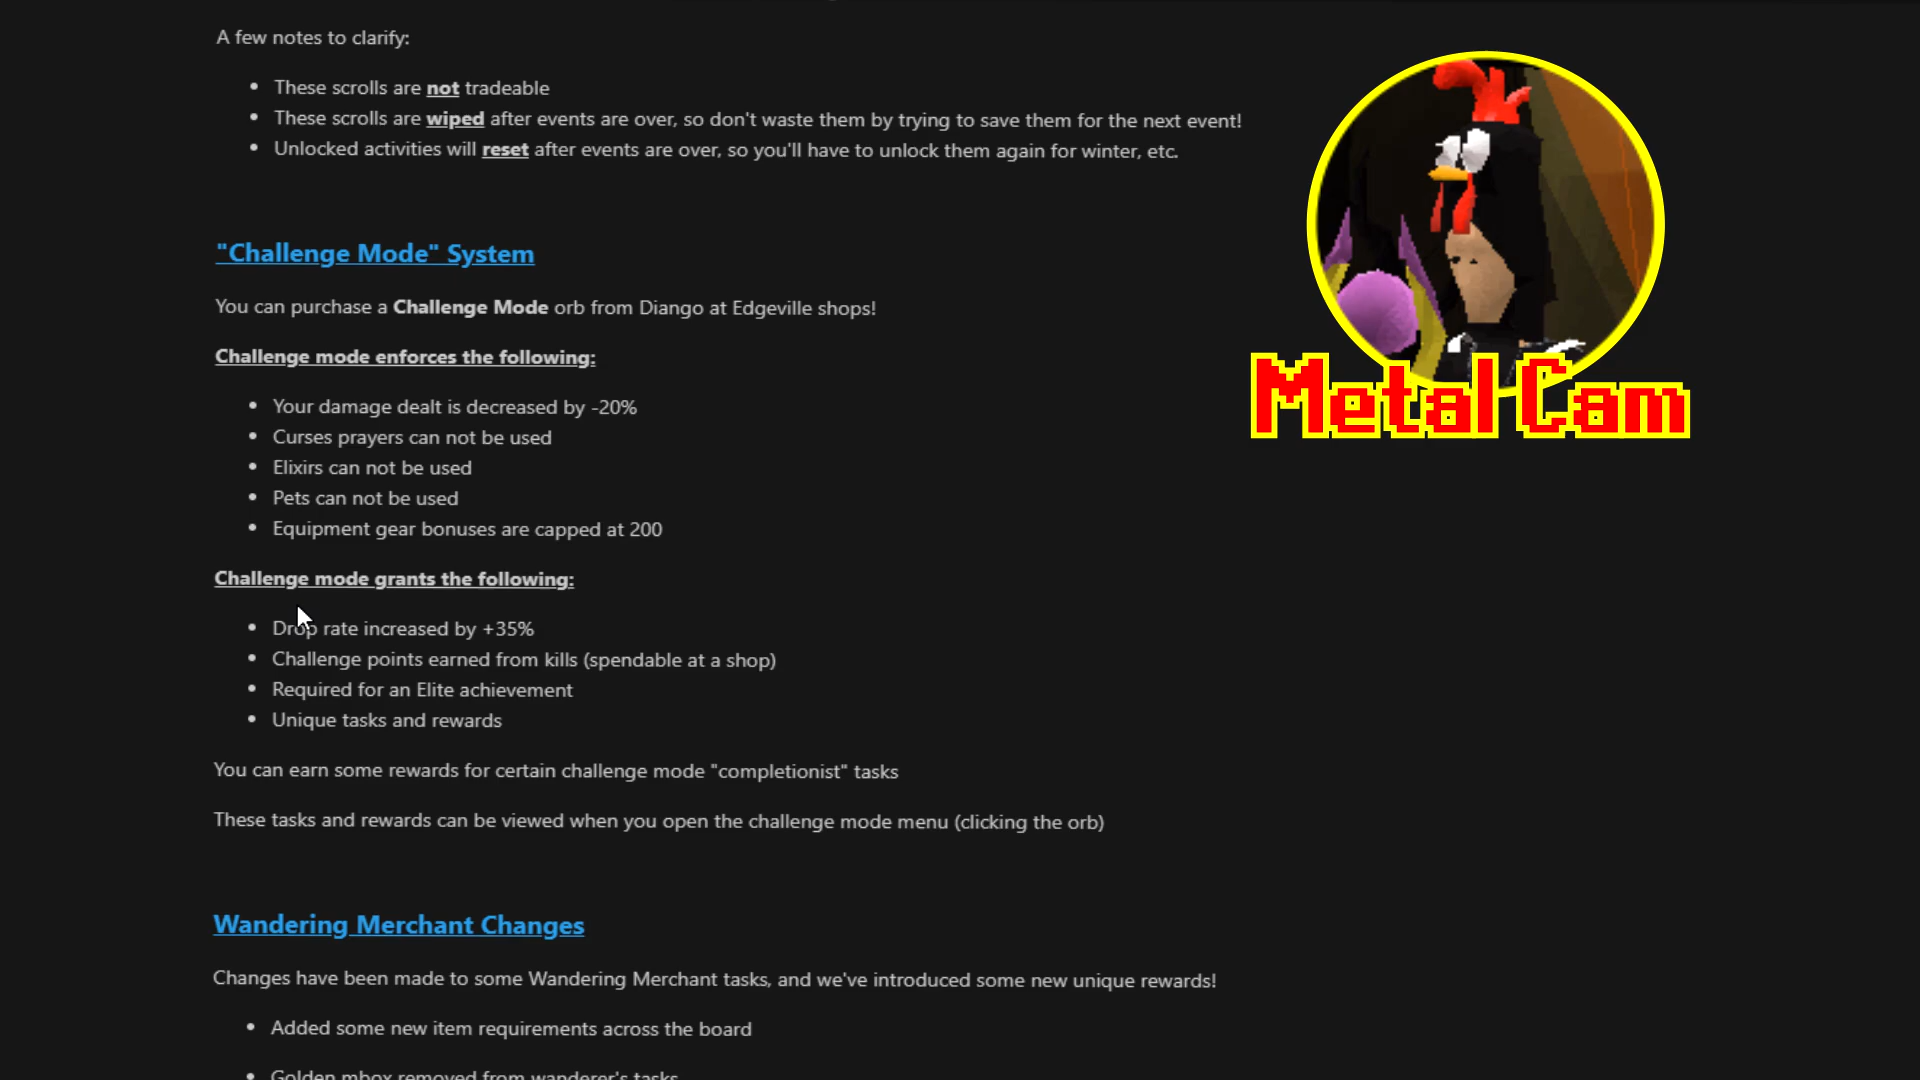 A few notes to clarify:
These scrolls are not tradeable
These scrolls are wiped after events are over, so don't waste them by trying to save them for the next event!
Unlocked activities will reset after events are over, so you'll have to unlock them again for winter, etc.
"Challenge Mode" System
You can purchase a Challenge Mode orb from Diango at Edgeville shops!
Challenge mode enforces the following:
Your damage dealt is decreased by -20%
Curses prayers can not be used
Elixirs can not be used
Pets can not be used
Equipment gear bonuses are capped at 200
Challenge mode grants the following:
Drop rate increased by +35%
Challenge points earned from kills (spendable at a shop)
Required for an Elite achievement
Unique tasks and rewards
You can earn some rewards for certain challenge mode "completionist" tasks
These tasks and rewards can be viewed when you open the challenge mode menu (clicking the orb)
Wandering Merchant Changes
Changes have been made to some Wandering Merchant tasks, and we've introduced some new unique rewards!
Added some new item requirements across the board
Golden mbox removed from wanderer's tasks
Metal Cam